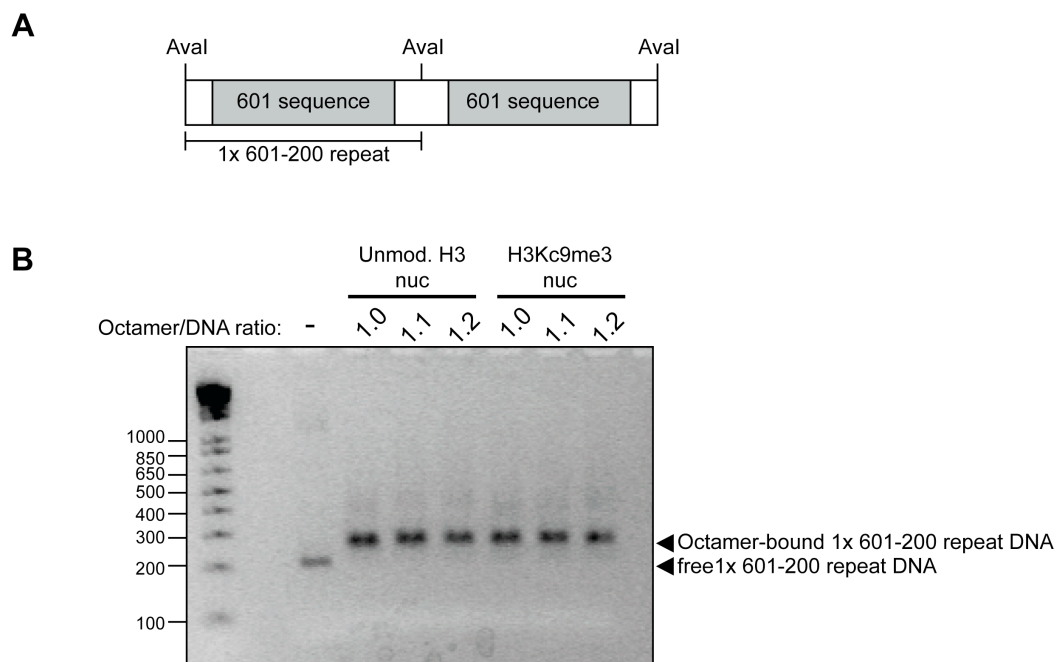 A
AvaI AvaI AvaI
601 sequence 601 sequence
1x 601-200 repeat
B
Unmod. H3 H3Kc9me3
nuc nuc
Octamer/DNA ratio: - 1.0 1.1 1.2 1.0 1.1 1.2
1000
850
650
500
400
300
200
100
Octamer-bound 1x 601-200 repeat DNA
free1x 601-200 repeat DNA